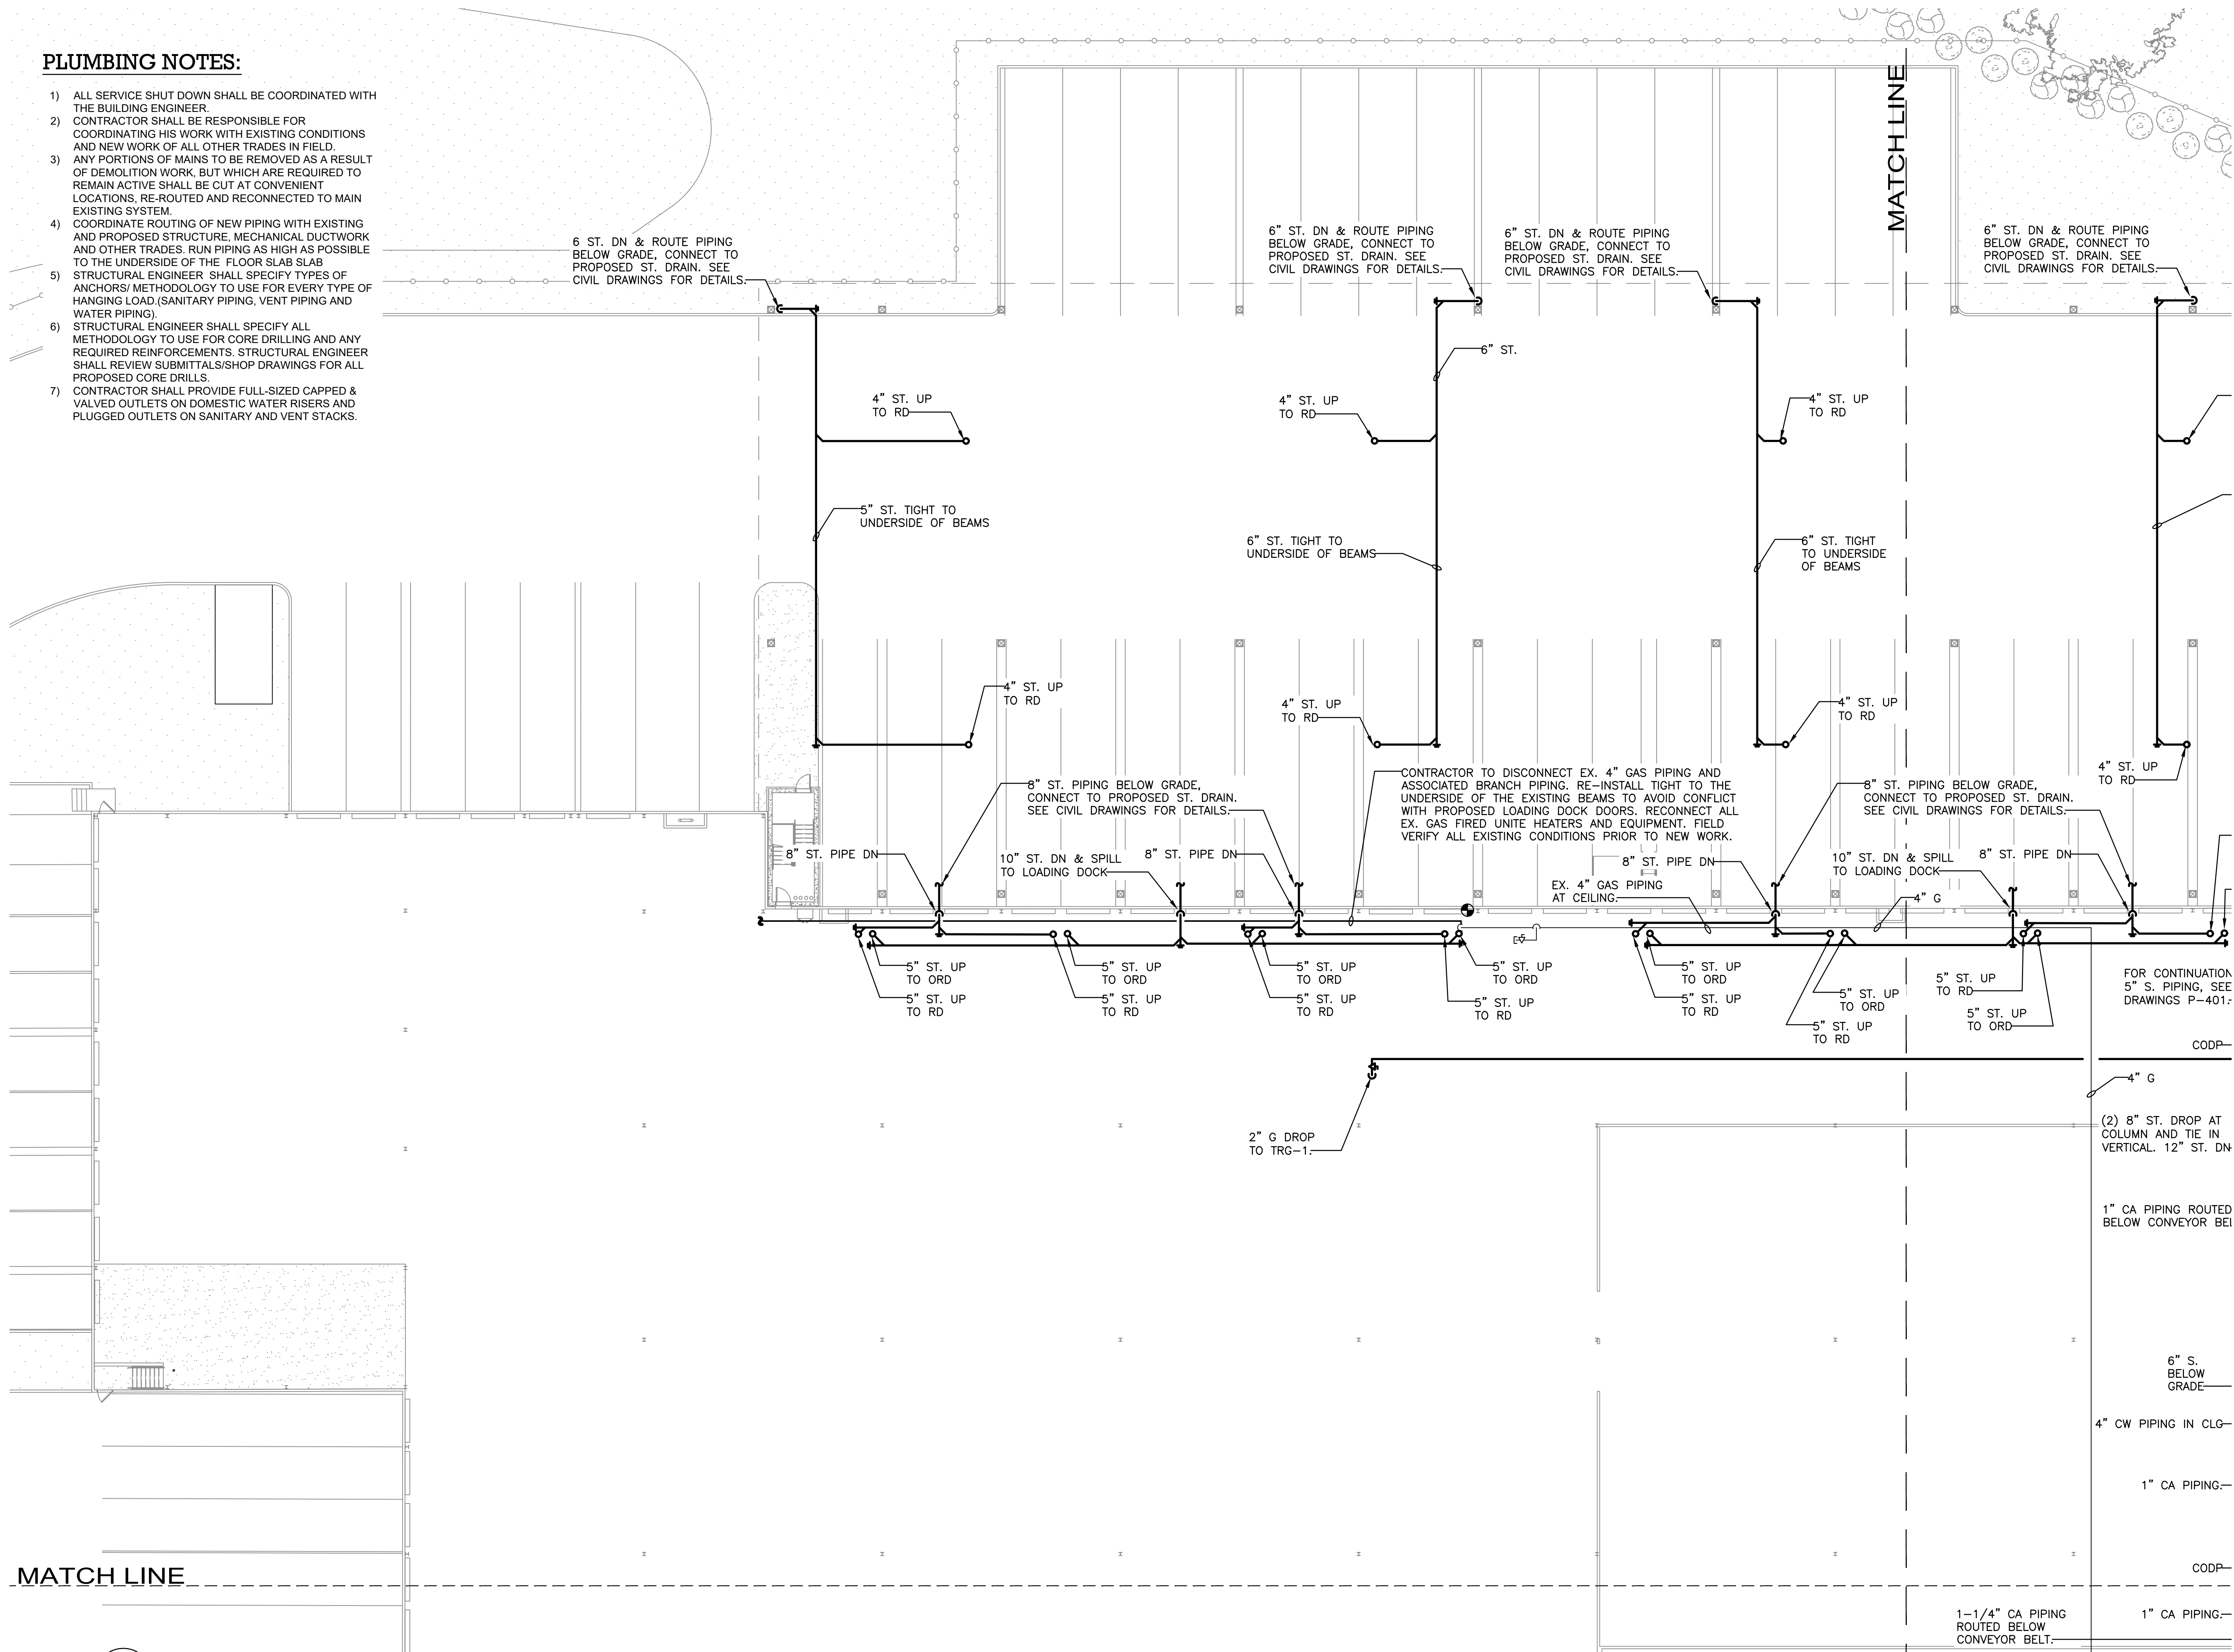 PLUMBING NOTES:
1) ALL SERVICE SHUT DOWN SHALL BE COORDINATED WITH
THE BUILDING ENGINEER.
2) CONTRACTOR SHALL BE RESPONSIBLE FOR
COORDINATING HIS WORK WITH EXISTING CONDITIONS
AND NEW WORK OF ALL OTHER TRADES IN FIELD.
3) ANY PORTIONS OF MAINS TO BE REMOVED AS A RESULT
OF DEMOLITION WORK, BUT WHICH ARE REQUIRED TO
REMAIN ACTIVE SHALL BE CUT AT CONVENIENT
LOCATIONS, RE-ROUTED AND RECONNECTED TO MAIN
EXISTING SYSTEM.
4) COORDINATE ROUTING OF NEW PIPING WITH EXISTING
AND PROPOSED STRUCTURE, MECHANICAL DUCTWORK
AND OTHER TRADES. RUN PIPING AS HIGH AS POSSIBLE
TO THE UNDERSIDE OF THE FLOOR SLAB SLAB
5) STRUCTURAL ENGINEER SHALL SPECIFY TYPES OF
ANCHORS/ METHODOLOGY TO USE FOR EVERY TYPE OF
HANGING LOAD.(SANITARY PIPING, VENT PIPING AND
WATER PIPING).
6) STRUCTURAL ENGINEER SHALL SPECIFY ALL
METHODOLOGY TO USE FOR CORE DRILLING AND ANY
REQUIRED REINFORCEMENTS. STRUCTURAL ENGINEER
SHALL REVIEW SUBMITTALS/SHOP DRAWINGS FOR ALL
PROPOSED CORE DRILLS.
7) CONTRACTOR SHALL PROVIDE FULL-SIZED CAPPED &
VALVED OUTLETS ON DOMESTIC WATER RISERS AND
PLUGGED OUTLETS ON SANITARY AND VENT STACKS.
MATCH LINE
6 ST. DN & ROUTE PIPING
BELOW GRADE, CONNECT TO
PROPOSED ST. DRAIN. SEE
CIVIL DRAWINGS FOR DETAILS.
6" ST. DN & ROUTE PIPING
BELOW GRADE, CONNECT TO
PROPOSED ST. DRAIN. SEE
CIVIL DRAWINGS FOR DETAILS.
6" ST. DN & ROUTE PIPING
BELOW GRADE, CONNECT TO
PROPOSED ST. DRAIN. SEE
CIVIL DRAWINGS FOR DETAILS.
6" ST. DN & ROUTE PIPING
BELOW GRADE, CONNECT TO
PROPOSED ST. DRAIN. SEE
CIVIL DRAWINGS FOR DETAILS.
6" ST.
4" ST. UP
TO RD
4" ST. UP
TO RD
4" ST. UP
TO RD
5" ST. TIGHT TO
UNDERSIDE OF BEAMS
6" ST. TIGHT TO
UNDERSIDE OF BEAMS
6" ST. TIGHT
TO UNDERSIDE
OF BEAMS
4" ST. UP
TO RD
4" ST. UP
TO RD
4" ST. UP
TO RD
4" ST. UP
TO RD
8" ST. PIPING BELOW GRADE,
CONNECT TO PROPOSED ST. DRAIN.
SEE CIVIL DRAWINGS FOR DETAILS.
CONTRACTOR TO DISCONNECT EX. 4" GAS PIPING AND
ASSOCIATED BRANCH PIPING. RE-INSTALL TIGHT TO THE
UNDERSIDE OF THE EXISTING BEAMS TO AVOID CONFLICT
WITH PROPOSED LOADING DOCK DOORS. RECONNECT ALL
EX. GAS FIRED UNITE HEATERS AND EQUIPMENT. FIELD
VERIFY ALL EXISTING CONDITIONS PRIOR TO NEW WORK.
8" ST. PIPING BELOW GRADE,
CONNECT TO PROPOSED ST. DRAIN.
SEE CIVIL DRAWINGS FOR DETAILS.
8" ST. PIPE DN
10" ST. DN & SPILL
TO LOADING DOCK
8" ST. PIPE DN
EX. 4" GAS PIPING
AT CEILING.
8" ST. PIPE DN
10" ST. DN & SPILL
TO LOADING DOCK
8" ST. PIPE DN
4" G
5" ST. UP
TO ORD
5" ST. UP
TO RD
5" ST. UP
TO ORD
5" ST. UP
TO RD
5" ST. UP
TO ORD
5" ST. UP
TO RD
5" ST. UP
TO ORD
5" ST. UP
TO RD
5" ST. UP
TO ORD
5" ST. UP
TO RD
5" ST. UP
TO ORD
5" ST. UP
TO RD
5" ST. UP
TO RD
5" ST. UP
TO ORD
FOR CONTINUATION
5" S. PIPING, SEE
DRAWINGS P-401.
CODP
4" G
2" G DROP
TO TRG-1.
(2) 8" ST. DROP AT
COLUMN AND TIE IN
VERTICAL. 12" ST. DN
1" CA PIPING ROUTED
BELOW CONVEYOR
6" S.
BELOW
GRADE
4" CW PIPING IN CLG
1" CA PIPING.
CODP
MATCH LINE
1-1/4" CA PIPING
ROUTED BELOW
CONVEYOR BELT.
1" CA PIPING.